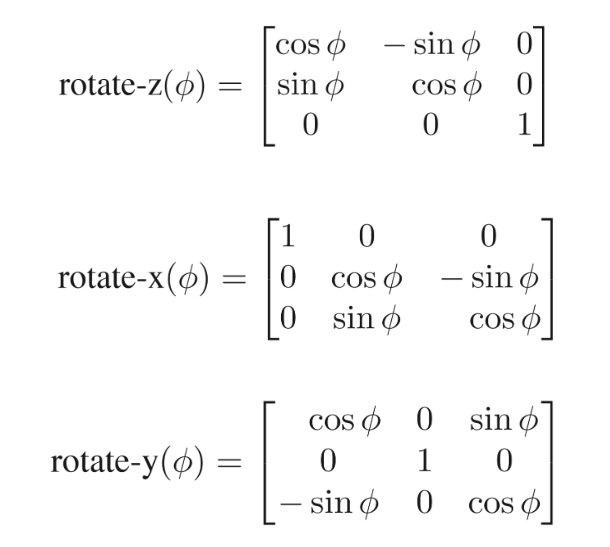 rotate-z(ϕ) = [cos ϕ − sin ϕ 0
sin ϕ cos ϕ 0
0 0 1]
rotate-x(ϕ) = [1 0 0
0 cos ϕ − sin ϕ
0 sin ϕ cos ϕ]
rotate-y(ϕ) = [cos ϕ 0 sin ϕ
0 1 0
− sin ϕ 0 cos ϕ]